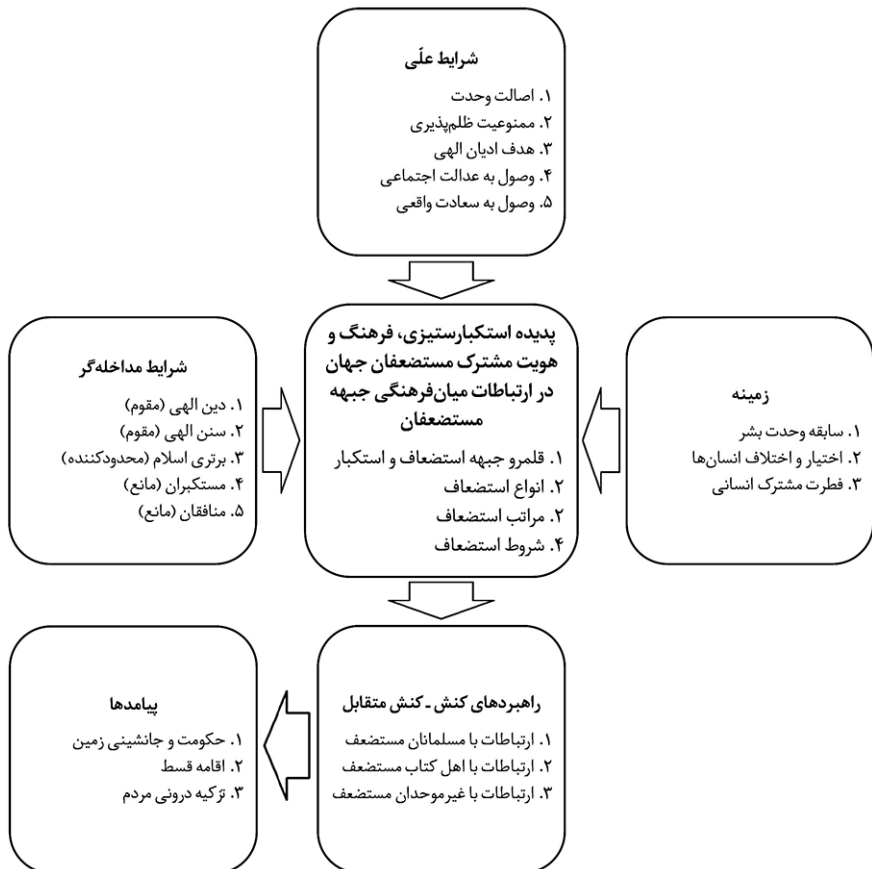 شرایط علّی
۱. اصالت وحدت
۲. ممنوعیت ظلم‌پذیری
۳. هدف ادیان الهی
۴. وصول به عدالت اجتماعی
۵. وصول به سعادت واقعی
زمینه
۱. سابقه وحدت بشر
۲. اختیار و اختلاف انسان‌ها
۳. فطرت مشترک انسانی
پدیده استکبارستیزی، فرهنگ و
هویت مشترک مستضعفان جهان
در ارتباطات میان‌فرهنگی جبهه
مستضعفان
۱. قلمرو جبهه استضعاف و استکبار
۲. انواع استضعاف
۲. مراتب استضعاف
۴. شروط استضعاف
شرایط مداخله‌گر
۱. دین الهی (مقوم)
۲. سنن الهی (مقوم)
۳. برتری اسلام (محدودکننده)
۴. مستکبران (مانع)
۵. منافقان (مانع)
راهبردهای کنش ـ کنش متقابل
۱. ارتباطات با مسلمانان مستضعف
۲. ارتباطات با اهل کتاب مستضعف
۳. ارتباطات با غیرموحدان مستضعف
پیامدها
۱. حکومت و جانشینی زمین
۲. اقامه قسط
۳. تزکیه درونی مردم